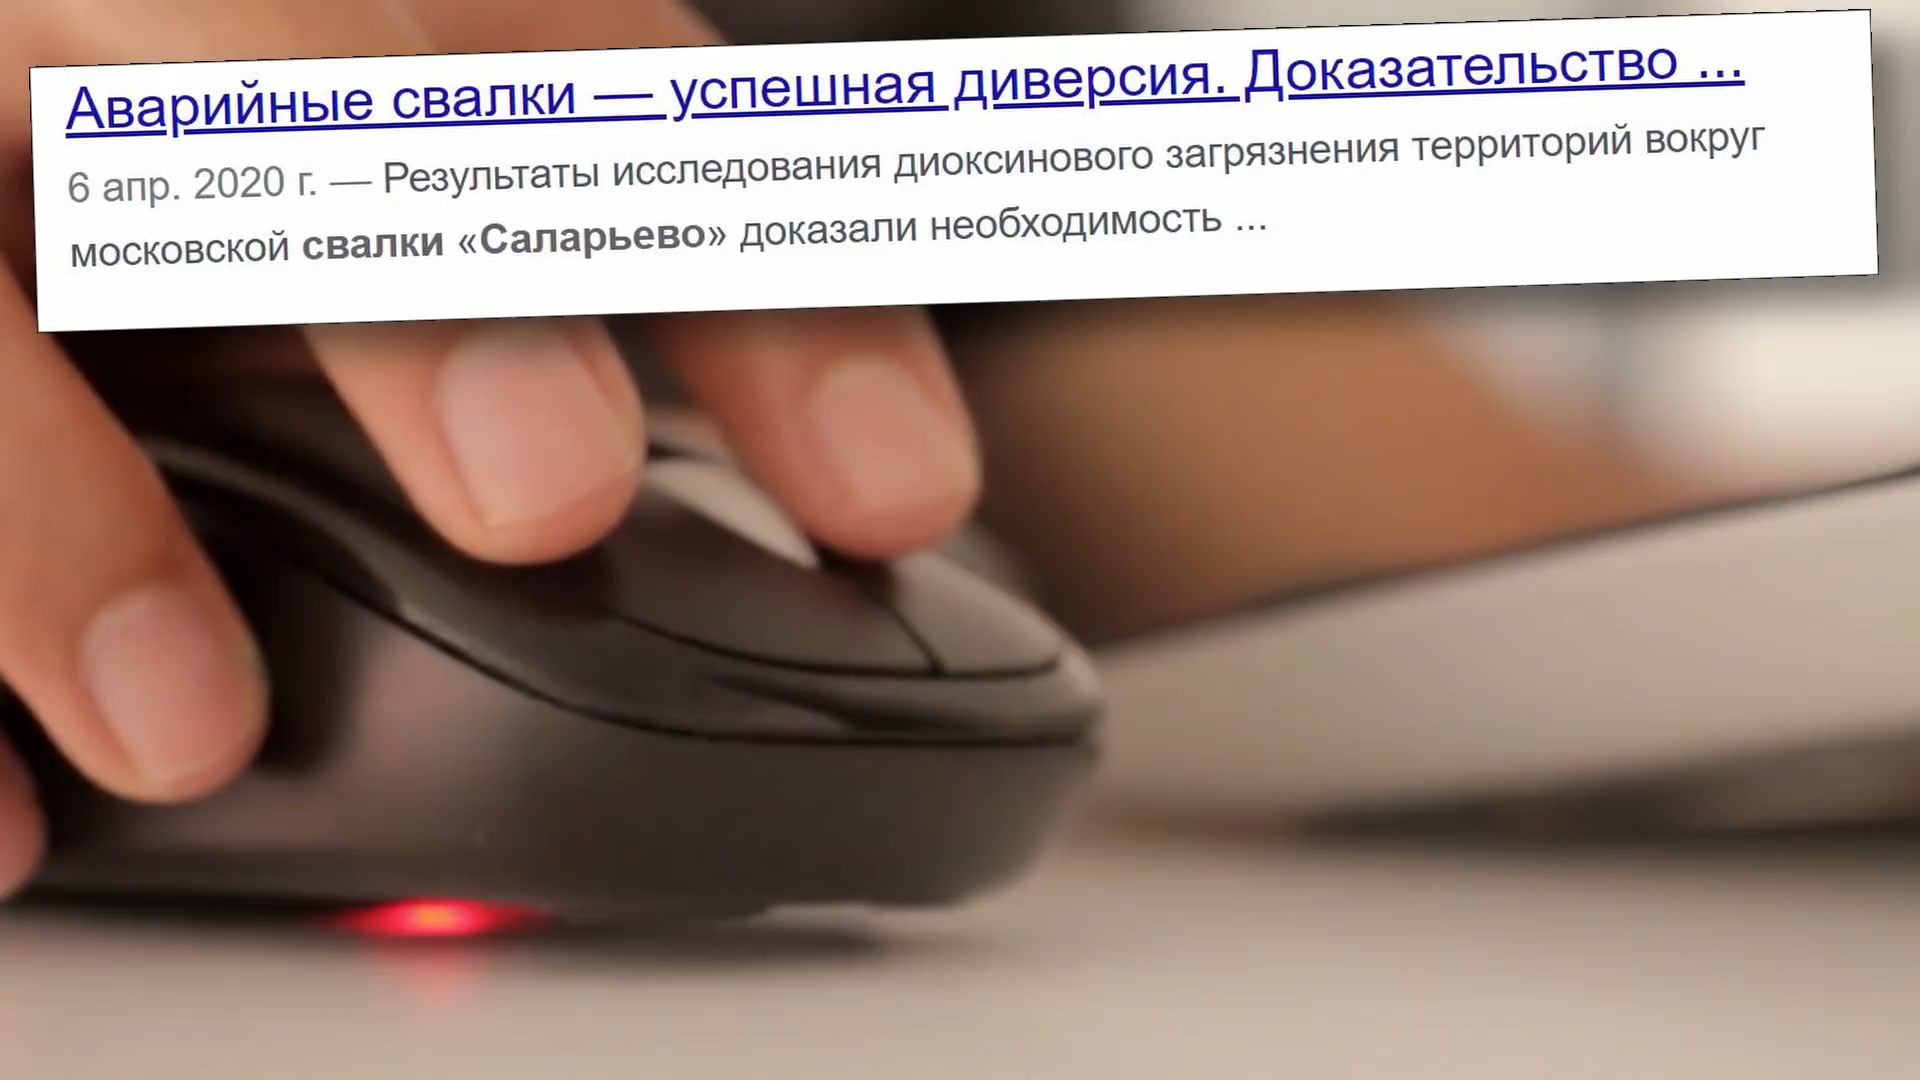 Аварийные свалки — успешная диверсия. Доказательство ...
6 апр. 2020 г. — Результаты исследования диоксинового загрязнения территорий вокруг
московской свалки «Саларьево» доказали необходимость ...